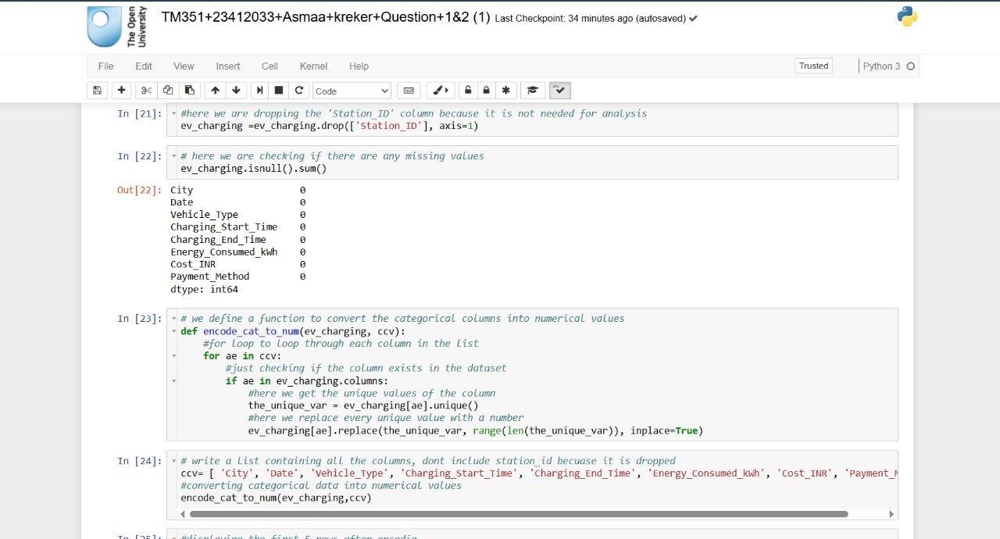 The Open
University
TM351+23412033+Asmaa+kreker+Question+1&2 (1) Last Checkpoint: 34 minutes ago (autosaved)
File Edit View Insert Cell Kernel Help Trusted Python 3
Code
In [21]: #here we are dropping the 'Station_ID' column because it is not needed for analysis
ev_charging =ev_charging.drop(['Station_ID'], axis=1)
In [22]: # here we are checking if there are any missing values
ev_charging.isnull().sum()
Out[22]: City 0
Date 0
Vehicle_Type 0
Charging_Start_Time 0
Charging_End_Time 0
Energy_Consumed_kWh 0
Cost_INR 0
Payment_Method 0
dtype: int64
In [23]: # we define a function to convert the categorical columns into numerical values
def encode_cat_to_num(ev_charging, ccv):
#for loop to loop through each column in the list
for ae in ccv:
#just checking if the column exists in the dataset
if ae in ev_charging.columns:
#here we get the unique values of the column
the_unique_var = ev_charging[ae].unique()
#here we replace every unique value with a number
ev_charging[ae].replace(the_unique_var, range(len(the_unique_var)), inplace=True)
In [24]: # write a list containing all the columns, dont include station_id becuase it is dropped
ccv= [ 'City', 'Date', 'Vehicle_Type', 'Charging_Start_Time', 'Charging_End_Time', 'Energy_Consumed_kWh', 'Cost_INR', 'Payment_
#converting categorical data into numerical values
encode_cat_to_num(ev_charging,ccv)
In [25]: #displaying the first 5 rows after encodig